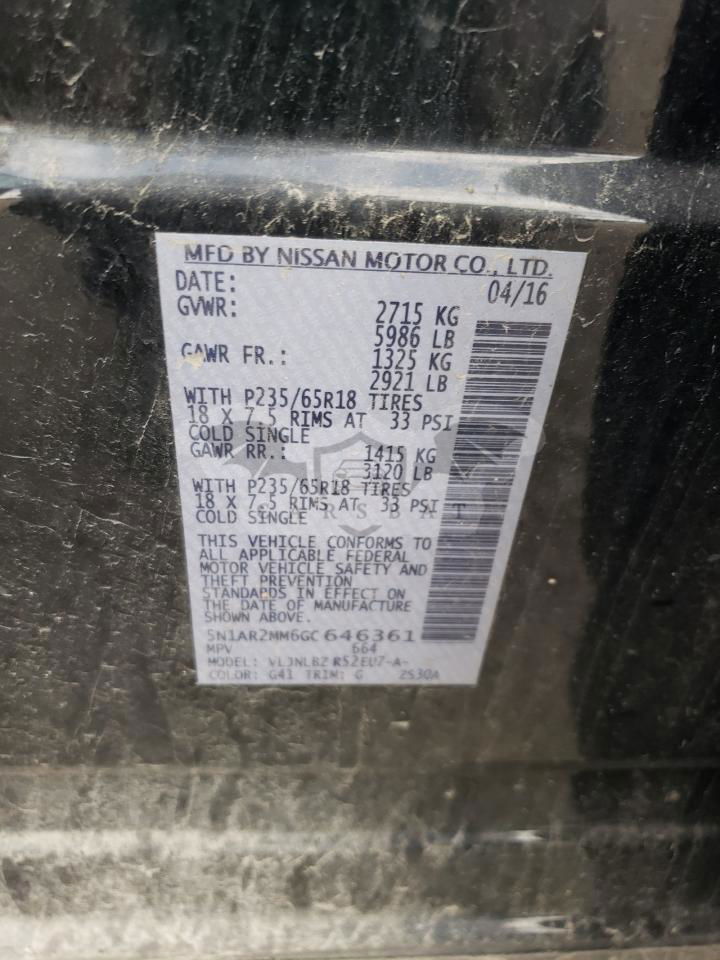 MFD BY NISSAN MOTOR CO., LTD.
DATE: 04/16
GVWR: 2715 KG
5986 LB
GAWR FR.: 1325 KG
2921 LB
WITH P235/65R18 TIRES
18 X 7.5 RIMS AT 33 PSI
COLD SINGLE
GAWR RR.: 1415 KG
3120 LB
WITH P235/65R18 TIRES
18 X 7.5 RIMS AT 33 PSI
COLD SINGLE
THIS VEHICLE CONFORMS TO
ALL APPLICABLE FEDERAL
MOTOR VEHICLE SAFETY AND
THEFT PREVENTION
STANDARDS IN EFFECT ON
THE DATE OF MANUFACTURE
SHOWN ABOVE.
5N1AR2MM6GC646361
MPV 664
MODEL:
COLOR: G41 TRIM: G 2S30A